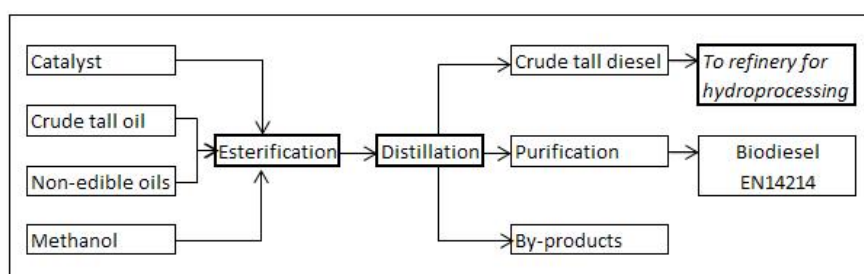 Catalyst
Crude tall oil
Non-edible oils
Methanol
Esterification
Distillation
Crude tall diesel
To refinery for
hydroprocessing
Purification
Biodiesel
EN14214
By-products